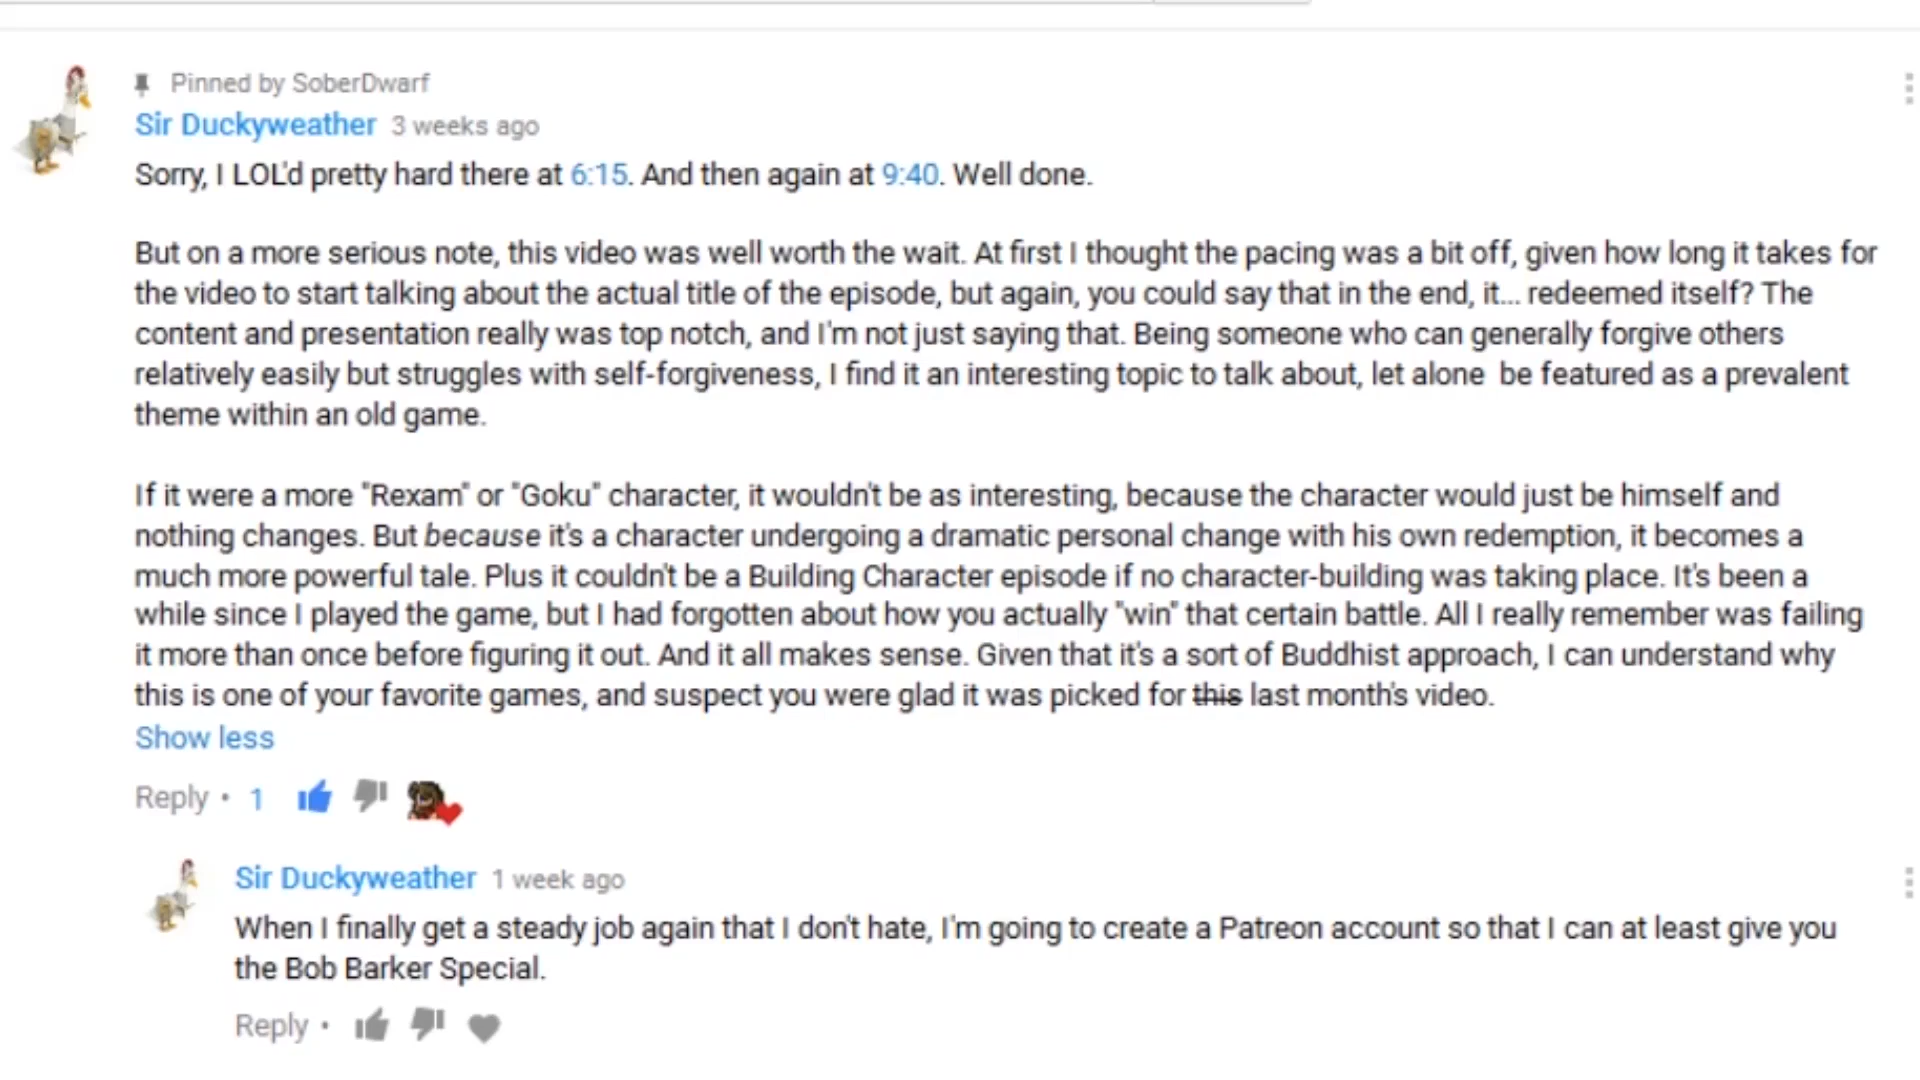 Pinned by SoberDwarf
Sir Duckyweather 3 weeks ago
Sorry, I LOL'd pretty hard there at 6:15. And then again at 9:40. Well done.
But on a more serious note, this video was well worth the wait. At first I thought the pacing was a bit off, given how long it takes for
the video to start talking about the actual title of the episode, but again, you could say that in the end, it... redeemed itself? The
content and presentation really was top notch, and I'm not just saying that. Being someone who can generally forgive others
relatively easily but struggles with self-forgiveness, I find it an interesting topic to talk about, let alone  be featured as a prevalent
theme within an old game.
If it were a more "Rexam" or "Goku" character, it wouldn't be as interesting, because the character would just be himself and
nothing changes. But because it's a character undergoing a dramatic personal change with his own redemption, it becomes a
much more powerful tale. Plus it couldn't be a Building Character episode if no character-building was taking place. It's been a
while since I played the game, but I had forgotten about how you actually "win" that certain battle. All I really remember was failing
it more than once before figuring it out. And it all makes sense. Given that it's a sort of Buddhist approach, I can understand why
this is one of your favorite games, and suspect you were glad it was picked for this last month's video.
Show less
Reply • 1
Sir Duckyweather 1 week ago
When I finally get a steady job again that I don't hate, I'm going to create a Patreon account so that I can at least give you
the Bob Barker Special.
Reply •